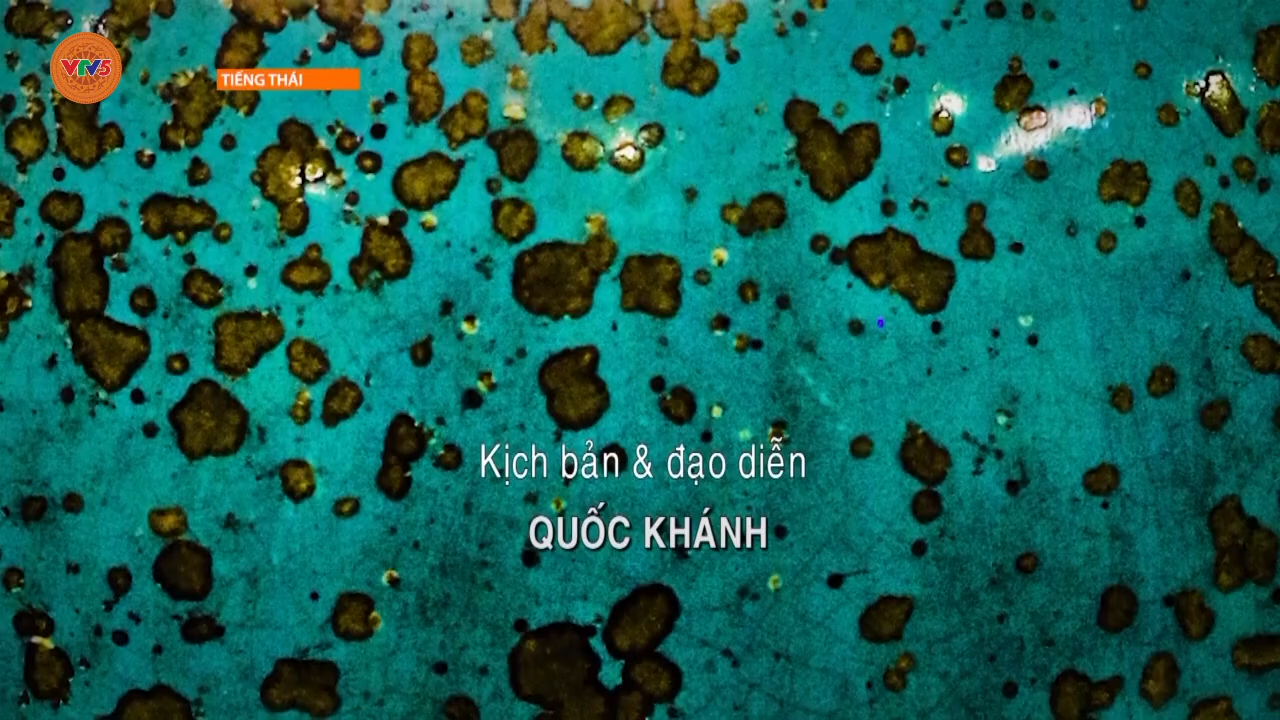 VTV5
TIẾNG THÁI
Kịch bản & đạo diễn
QUỐC KHÁNH